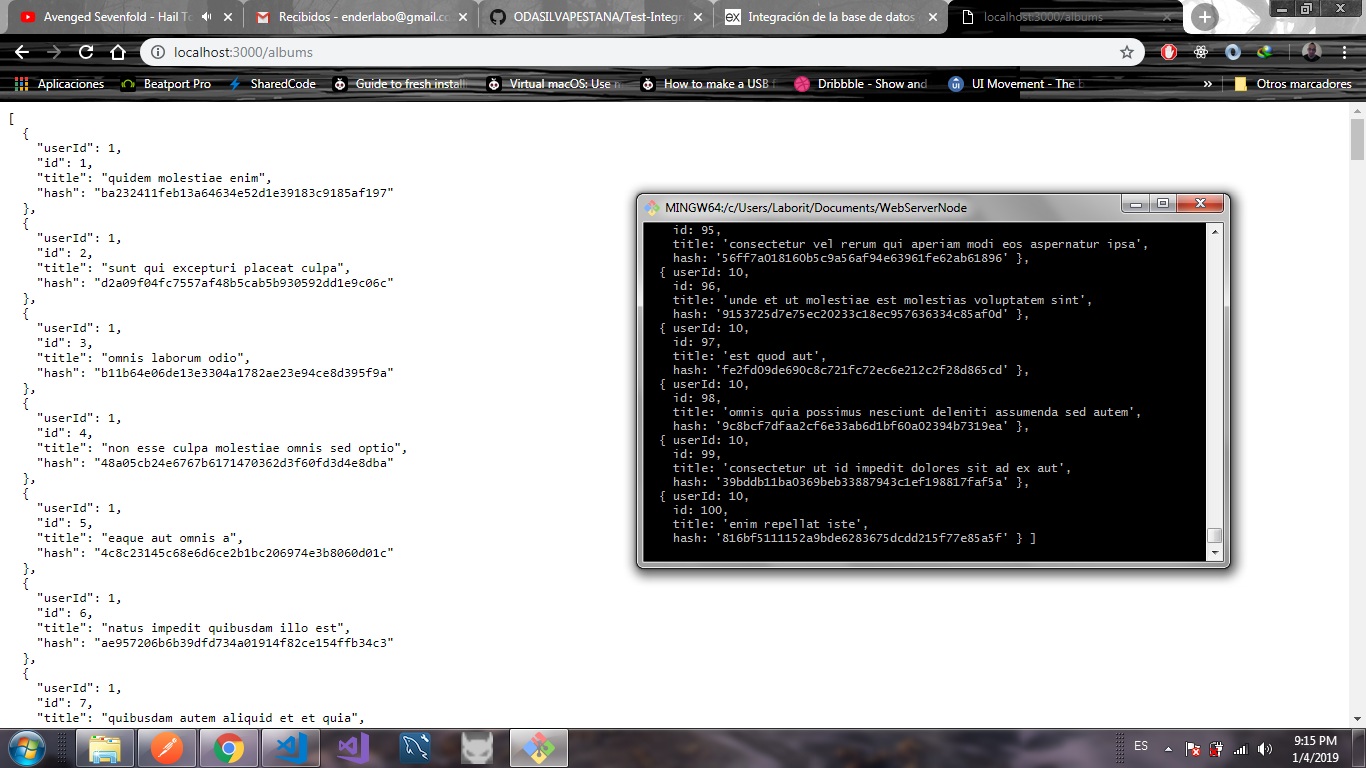 Avenged Sevenfold - Hail To
Recibidos - enderlabo@gmail.co
ODASILVAPESTANA/Test-Integra
ex Integración de la base de datos
localhost:3000/albums
localhost:3000/albums
Aplicaciones
Beatport Pro
SharedCode
Guide to fresh install
Virtual macOS: Use
How to make a USB f
Dribbble - Show and
ui UI Movement - The b
»
Otros marcadores
[
{
"userId": 1,
"id": 1,
"title": "quidem molestiae enim",
"hash": "ba232411feb13a64634e52d1e39183c9185af197"
},
{
"userId": 1,
"id": 2,
"title": "sunt qui excepturi placeat culpa",
"hash": "d2a09f04fc7557af48b5cab5b930592dd1e9c06c"
},
{
"userId": 1,
"id": 3,
"title": "omnis laborum odio",
"hash": "b11b64e06de13e3304a1782ae23e94ce8d395f9a"
},
{
"userId": 1,
"id": 4,
"title": "non esse culpa molestiae omnis sed optio",
"hash": "48a05cb24e6767b6171470362d3f60fd3d4e8dba"
},
{
"userId": 1,
"id": 5,
"title": "eaque aut omnis a",
"hash": "4c8c23145c68e6d6ce2b1bc206974e3b8060d01c"
},
{
"userId": 1,
"id": 6,
"title": "natus impedit quibusdam illo est",
"hash": "ae957206b6b39dfd734a01914f82ce154ffb34c3"
},
{
"userId": 1,
"id": 7,
"title": "quibusdam autem aliquid et et quia",
MINGW64:/c/Users/Laborit/Documents/WebServerNode
id: 95,
title: 'consectetur vel rerum qui aperiam modi eos aspernatur ipsa',
hash: '56ff7a018160b5c9a56af94e63961fe62ab61896' },
{ userId: 10,
id: 96,
title: 'unde et ut molestiae est molestias voluptatem sint',
hash: '9153725d7e75ec20233c18ec957636334c85af0d' },
{ userId: 10,
id: 97,
title: 'est quod aut',
hash: 'fe2fd09de690c8c721fc72ec6e212c2f28d865cd' },
{ userId: 10,
id: 98,
title: 'omnis quia possimus nesciunt deleniti assumenda sed autem',
hash: '9c8bcf7dfaa2cf6e33ab6d1bf60a02394b7319ea' },
{ userId: 10,
id: 99,
title: 'consectetur ut id impedit dolores sit ad ex aut',
hash: '39bddb11ba0369beb33887943c1ef198817faf5a' },
{ userId: 10,
id: 100,
title: 'enim repellat iste',
hash: '816bf5111152a9bde6283675dcdd215f77e85a5f' } ]
ES
9:15 PM
1/4/2019